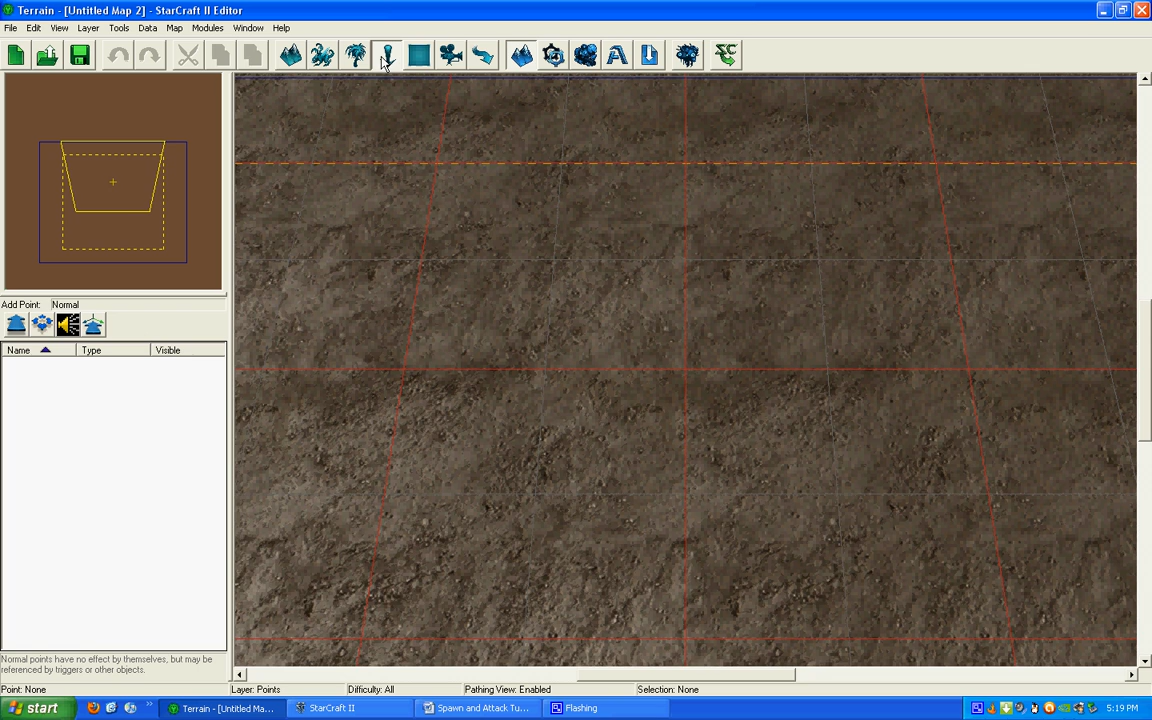 Terrain - [Untitled Map 2] - StarCraft II Editor
File Edit View Layer Tools Data Map Modules Window Help
Add Point: Normal
Name Type Visible
Normal points have no effect by themselves, but may be
referenced by triggers or other objects.
Point: None Layer: Points Difficulty: All Pathing View: Enabled Selection: None
start » Terrain - [Untitled Ma... StarCraft II Spawn and Attack Tu... Flashing 5:19 PM